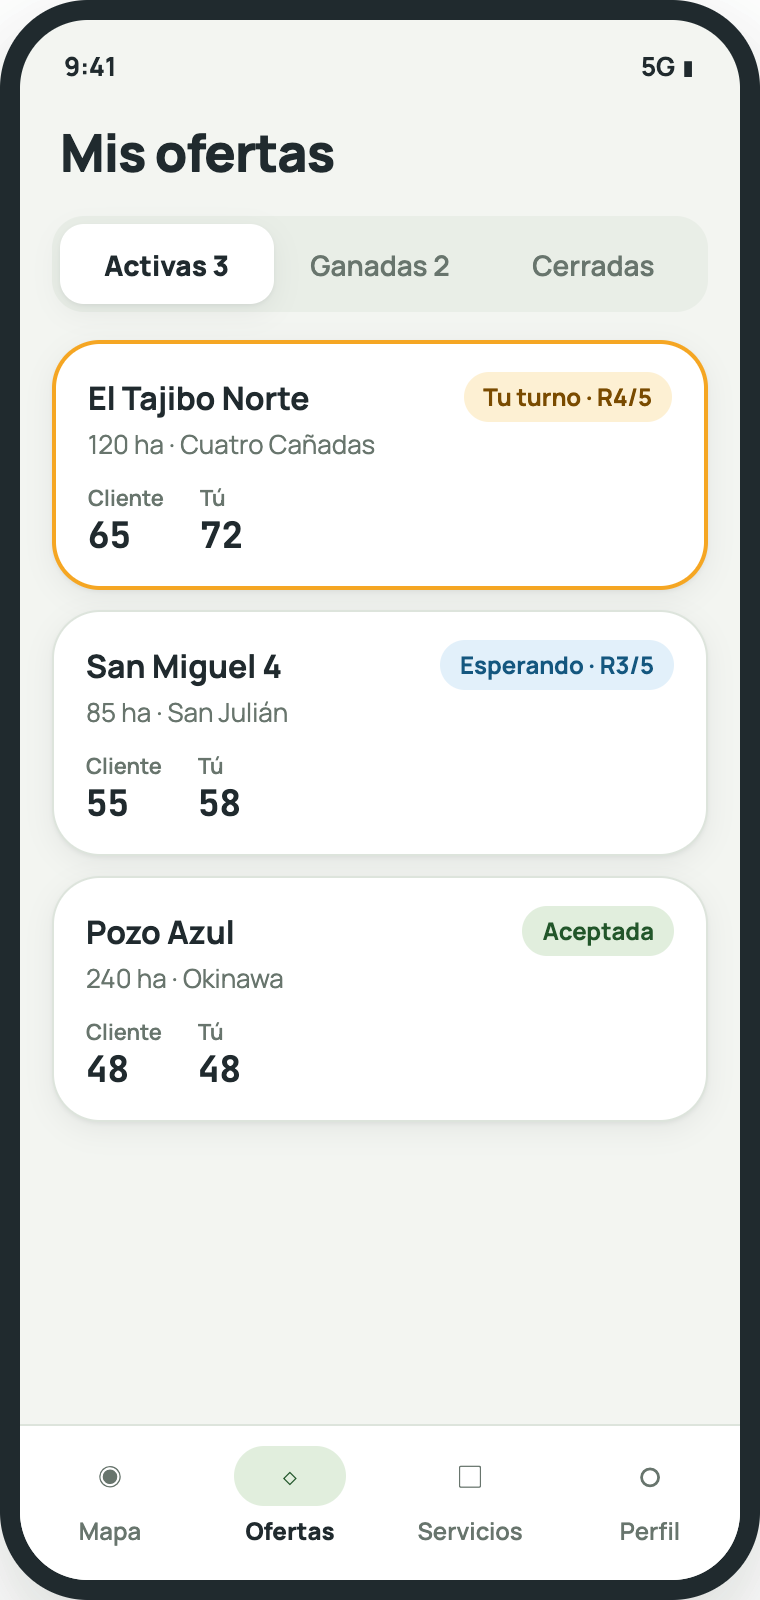 9:41 5G
Mis ofertas
Activas 3 Ganadas 2 Cerradas
El Tajibo Norte Tu turno · R4/5
120 ha · Cuatro Cañadas
Cliente Tú
65 72
San Miguel 4 Esperando · R3/5
85 ha · San Julián
Cliente Tú
55 58
Pozo Azul Aceptada
240 ha · Okinawa
Cliente Tú
48 48
Mapa Ofertas Servicios Perfil